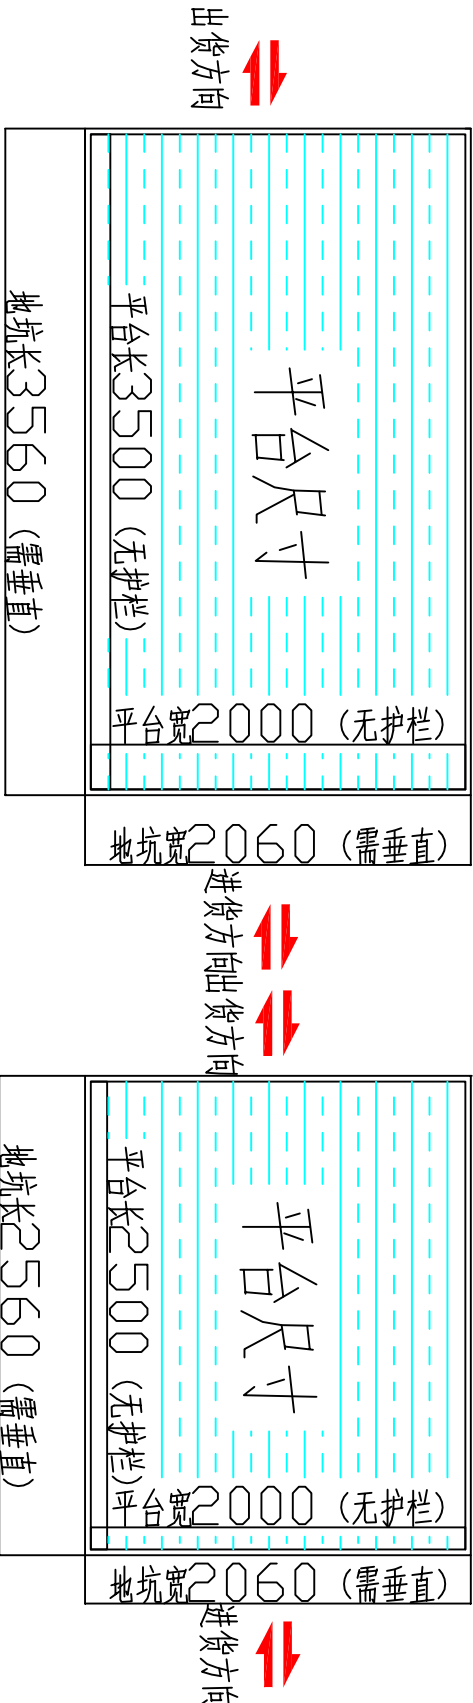 出货方向
平台尺寸
平台长3500 (无护栏)
地坑长3560 (需垂直)
平台宽2000 (无护栏)
地坑宽2060 (需垂直)
进货方向
出货方向
平台尺寸
平台长2500 (无护栏)
地坑长2560 (需垂直)
平台宽2000 (无护栏)
地坑宽2060 (需垂直)
进货方向